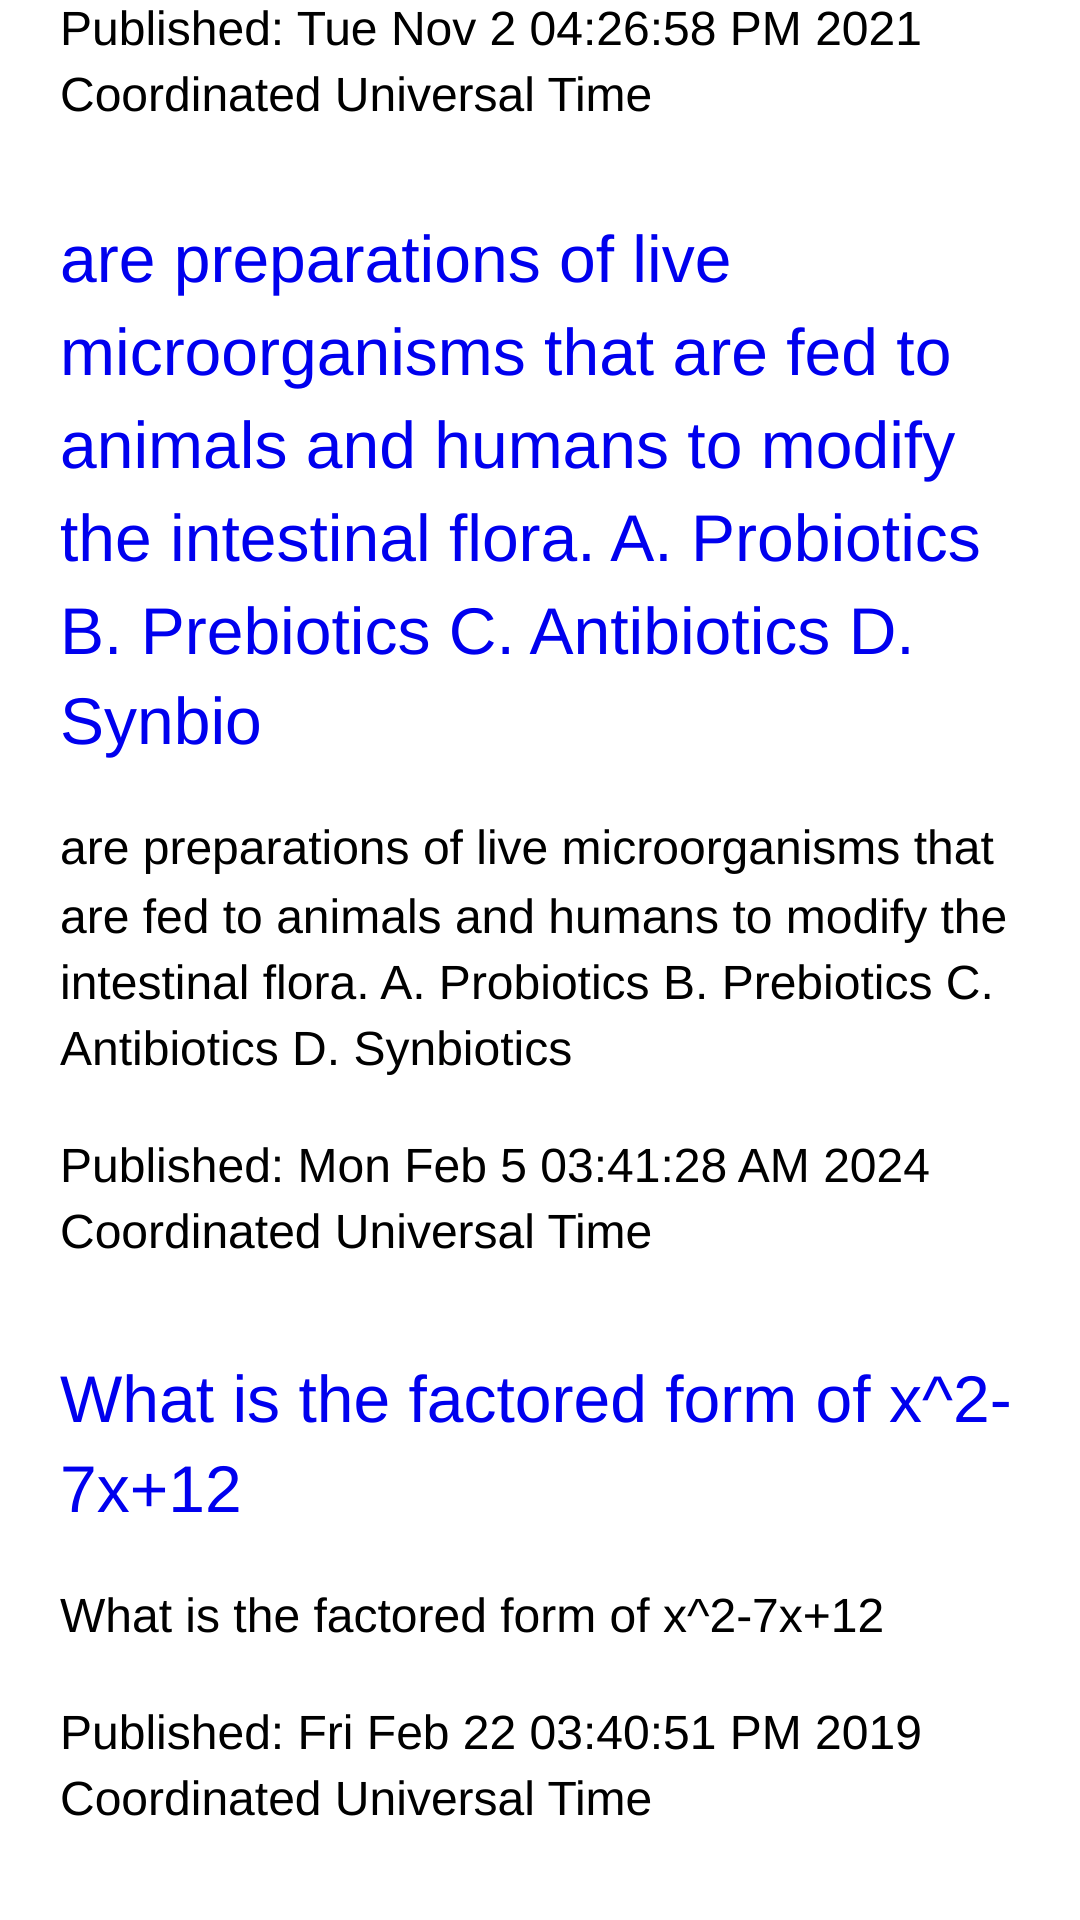 Published: Tue Nov 2 04:26:58 PM 2021
Coordinated Universal Time
are preparations of live
microorganisms that are fed to
animals and humans to modify
the intestinal flora. A. Probiotics
B. Prebiotics C. Antibiotics D.
Synbio
are preparations of live microorganisms that
are fed to animals and humans to modify the
intestinal flora. A. Probiotics B. Prebiotics C.
Antibiotics D. Synbiotics
Published: Mon Feb 5 03:41:28 AM 2024
Coordinated Universal Time
What is the factored form of x^2-
7x+12
What is the factored form of x^2-7x+12
Published: Fri Feb 22 03:40:51 PM 2019
Coordinated Universal Time